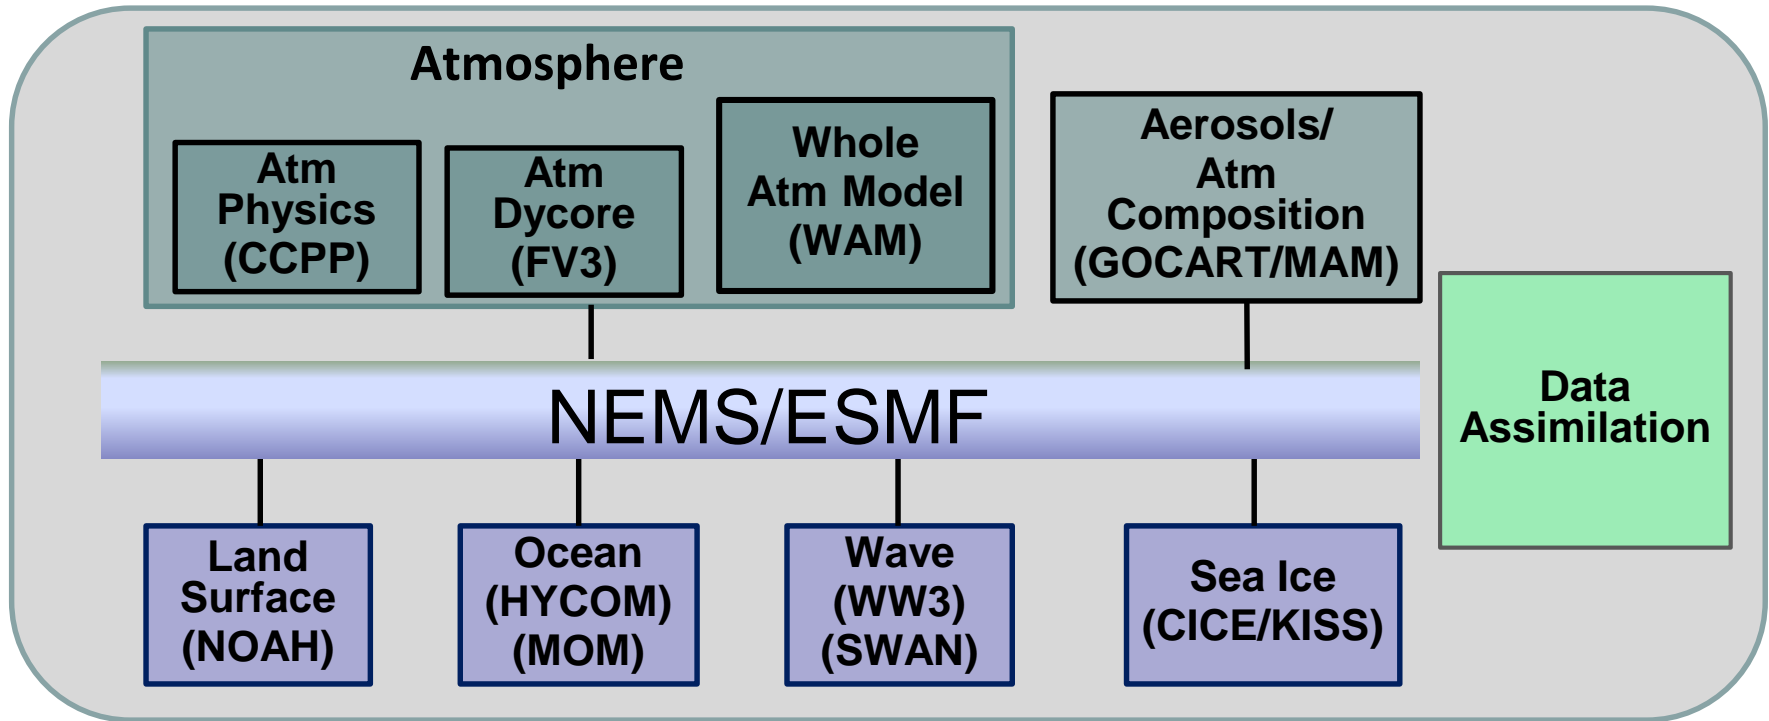 Atmosphere
Atm
Physics
(CCPP)
Atm
Dycore
(FV3)
Whole
Atm Model
(WAM)
Aerosols/
Atm
Composition
(GOCART/MAM)
Data
Assimilation
NEMS/ESMF
Land
Surface
(NOAH)
Ocean
(HYCOM)
(MOM)
Wave
(WW3)
(SWAN)
Sea Ice
(CICE/KISS)